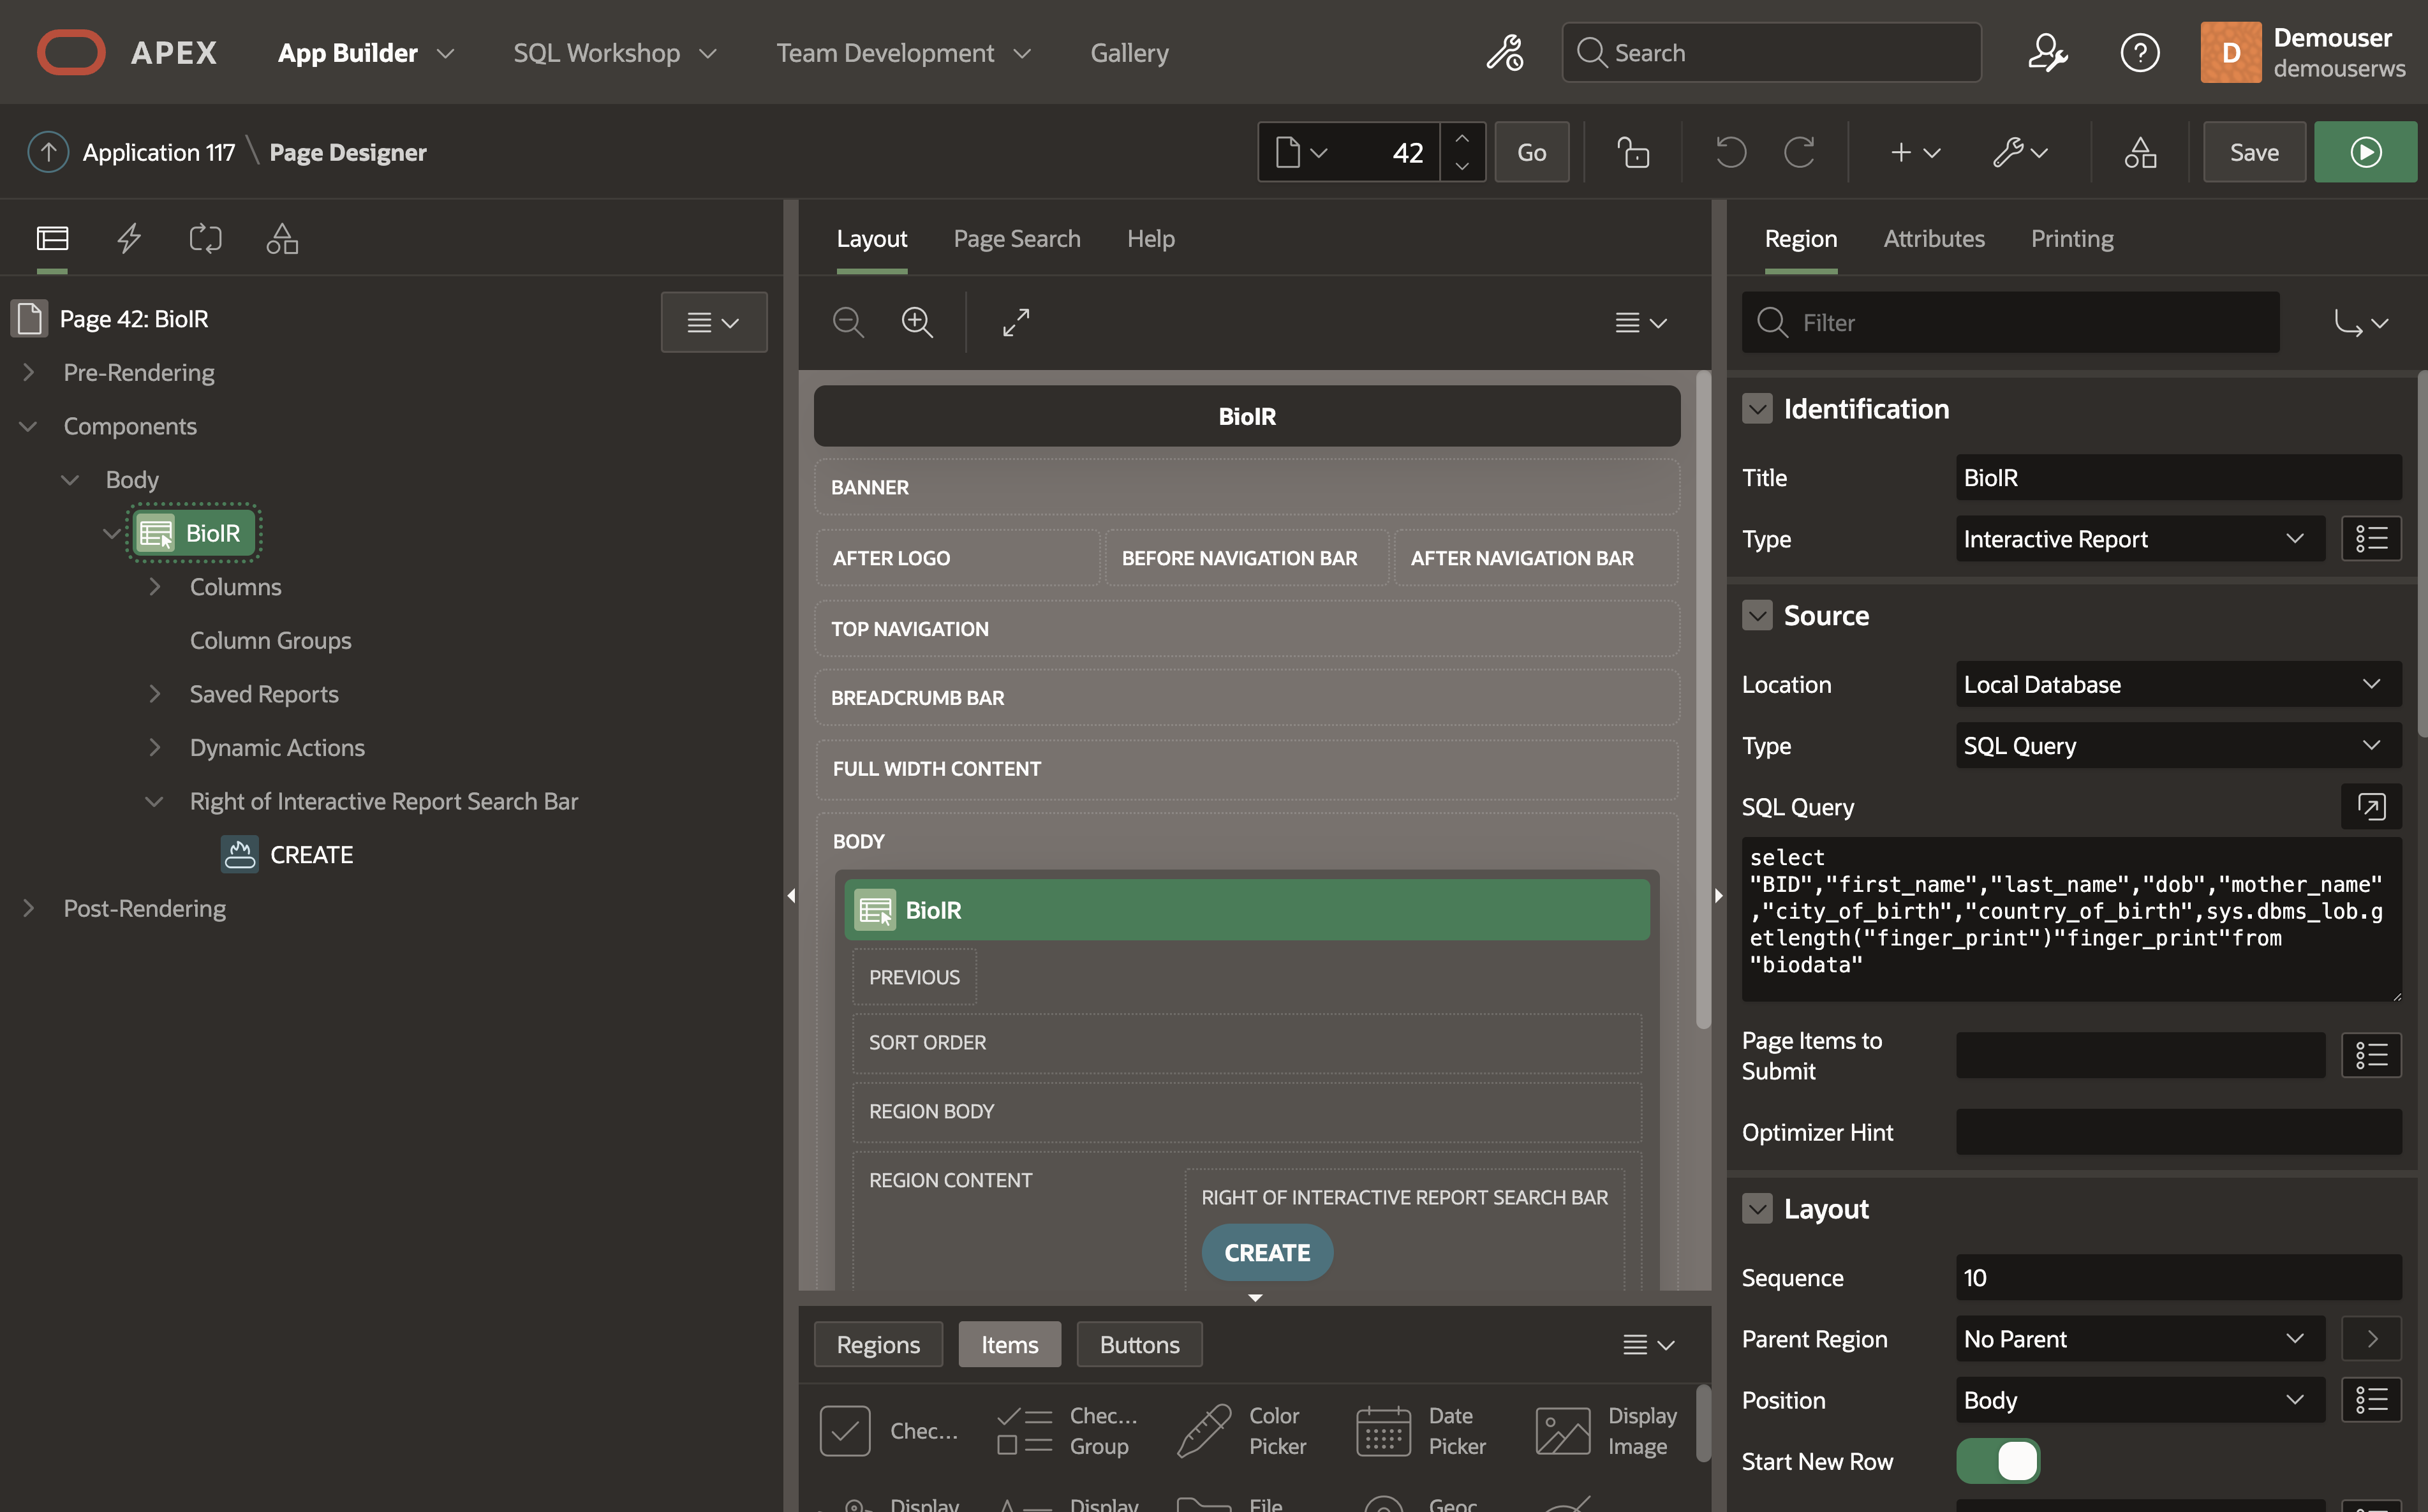 APEX
App Builder
SQL Workshop
Team Development
Gallery
Search
D
Demouser
demouserws
Application 117 \ Page Designer
42
Go
Save
Page 42: BioIR
Pre-Rendering
Components
Body
BioIR
Columns
Column Groups
Saved Reports
Dynamic Actions
Right of Interactive Report Search Bar
CREATE
Post-Rendering
Layout
Page Search
Help
BioIR
BANNER
AFTER LOGO
BEFORE NAVIGATION BAR
AFTER NAVIGATION BAR
TOP NAVIGATION
BREADCRUMB BAR
FULL WIDTH CONTENT
BODY
BioIR
PREVIOUS
SORT ORDER
REGION BODY
REGION CONTENT
RIGHT OF INTERACTIVE REPORT SEARCH BAR
CREATE
Regions
Items
Buttons
Chec...
Chec...
Group
Color
Picker
Date
Picker
Display
Image
Display
Display
File
Geoc
Region
Attributes
Printing
Filter
Identification
Title
BioIR
Type
Interactive Report
Source
Location
Local Database
Type
SQL Query
SQL Query
select
"BID","first_name","last_name","dob","mother_name"
,"city_of_birth","country_of_birth",sys.dbms_lob.g
etlength("finger_print")"finger_print"from
"biodata"
Page Items to
Submit
Optimizer Hint
Layout
Sequence
10
Parent Region
No Parent
Position
Body
Start New Row